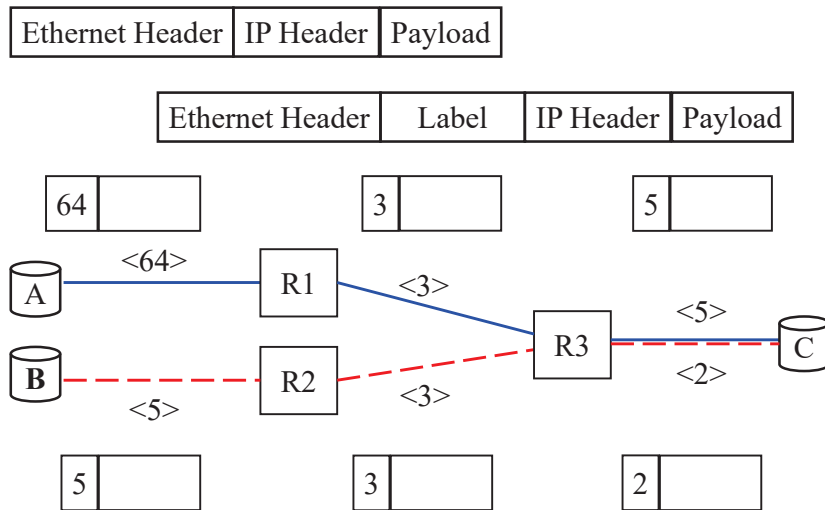 Ethernet Header IP Header Payload
Ethernet Header Label IP Header Payload
64 3 5
<64>
A R1 <3>
<5>
R3 C
B R2 <2>
<5> <3>
5 3 2